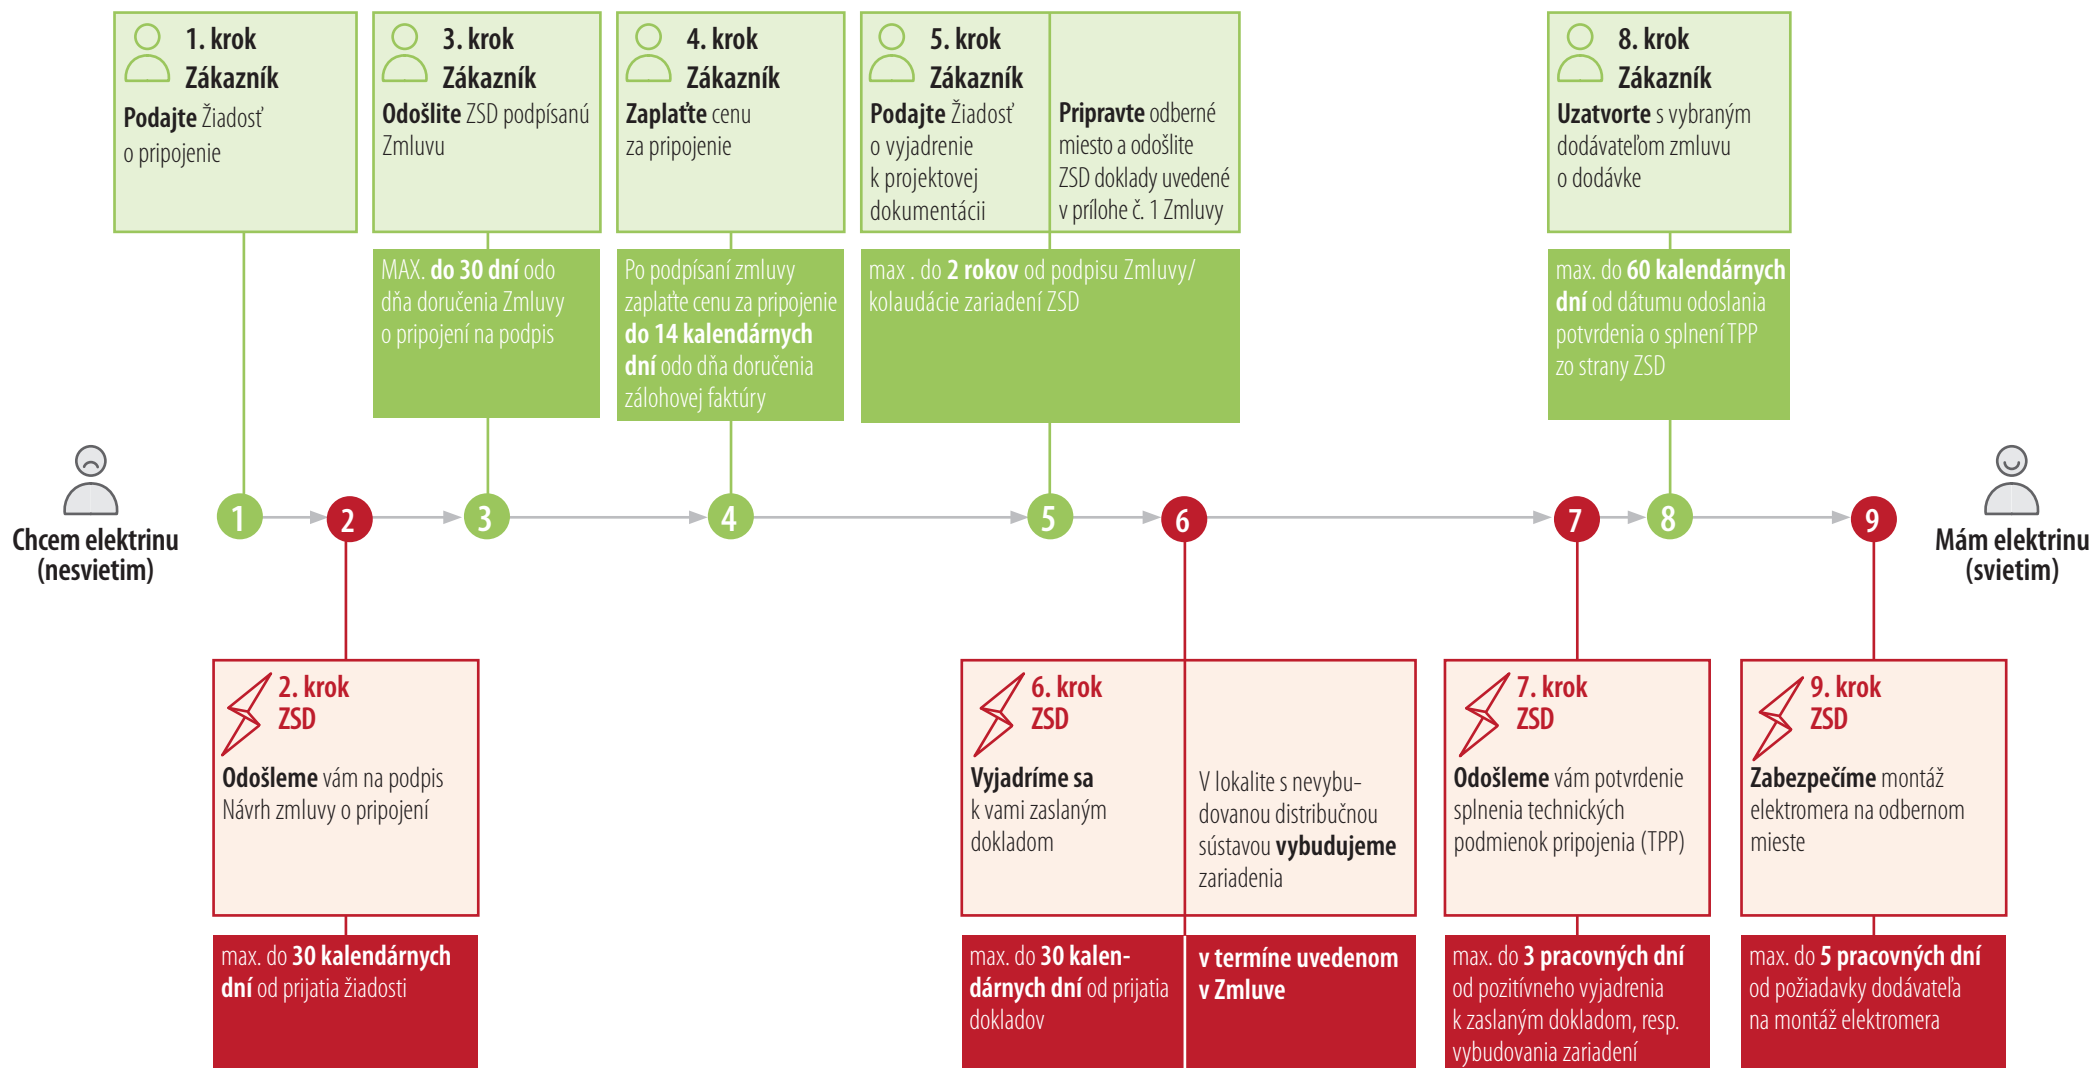 1. krok
Zákazník
Podajte Žiadosť
o pripojenie
3. krok
Zákazník
Odošlite ZSD podpísanú
Zmluvu
4. krok
Zákazník
Zaplaťte cenu
za pripojenie
5. krok
Zákazník
Podajte Žiadosť
o vyjadrenie
k projektovej
dokumentácii
Pripravte odberné
miesto a odošlite
ZSD doklady uvedené
v prílohe č. 1 Zmluvy
8. krok
Zákazník
Uzatvorte s vybraným
dodávateľom zmluvu
o dodávke
MAX. do 30 dní odo
dňa doručenia Zmluvy
o pripojení na podpis
Po podpísaní zmluvy
zaplaťte cenu za pripojenie
do 14 kalendárnych
dní odo dňa doručenia
zálohovej faktúry
max . do 2 rokov od podpisu Zmluvy/
kolaudácie zariadení ZSD
max. do 60 kalendárnych
dní od dátumu odoslania
potvrdenia o splnení TPP
zo strany ZSD
Chcem elektrinu
(nesvietim)
1
2
3
4
5
6
7
8
9
Mám elektrinu
(svietim)
2. krok
ZSD
Odošleme vám na podpis
Návrh zmluvy o pripojení
6. krok
ZSD
Vyjadríme sa
k vami zaslaným
dokladom
V lokalite s nevybu-
dovanou distribučnou
sústavou vybudujeme
zariadenia
7. krok
ZSD
Odošleme vám potvrdenie
splnenia technických
podmienok pripojenia (TPP)
9. krok
ZSD
Zabezpečíme montáž
elektromera na odbernom
mieste
max. do 30 kalendárnych
dní od prijatia žiadosti
max. do 30 kalen-
dárnych dní od prijatia
dokladov
v termíne uvedenom
v Zmluve
max. do 3 pracovných dní
od pozitívneho vyjadrenia
k zaslaným dokladom, resp.
vybudovania zariadení
max. do 5 pracovných dní
od požiadavky dodávateľa
na montáž elektromera